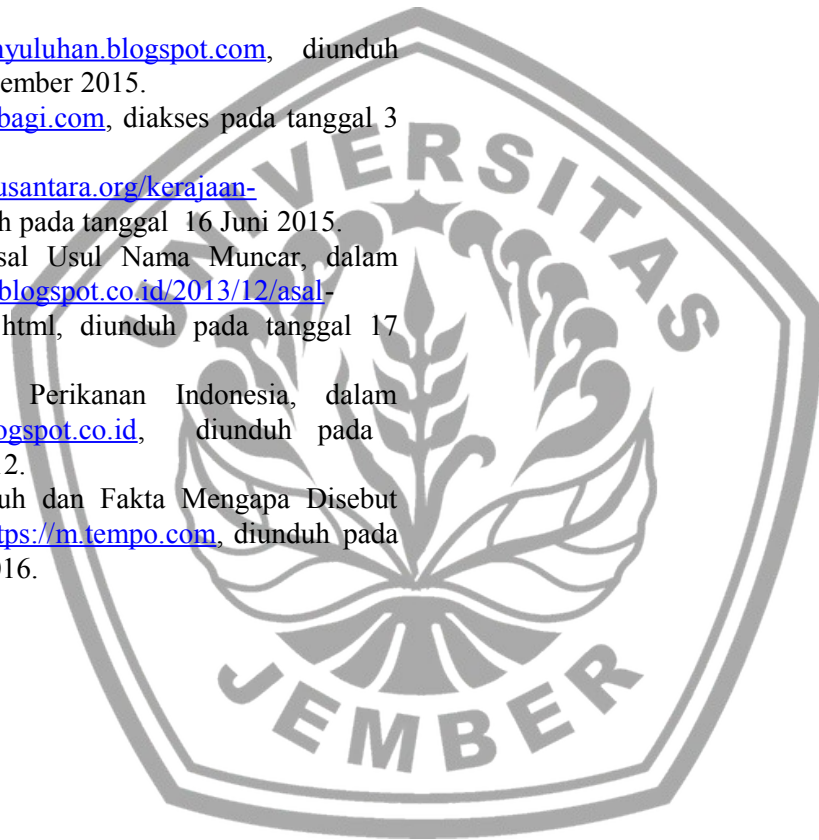 nyuluhan.blogspot.com, diunduh
ember 2015.
bagi.com, diakses pada tanggal 3
usantara.org/kerajaan-
h pada tanggal 16 Juni 2015.
sal Usul Nama Muncar, dalam
blogspot.co.id/2013/12/asal-
html, diunduh pada tanggal 17
Perikanan Indonesia, dalam
ogspot.co.id, diunduh pada
12.
uh dan Fakta Mengapa Disebut
tps://m.tempo.com, diunduh pada
016.
UNIVERSITAS
JEMBER